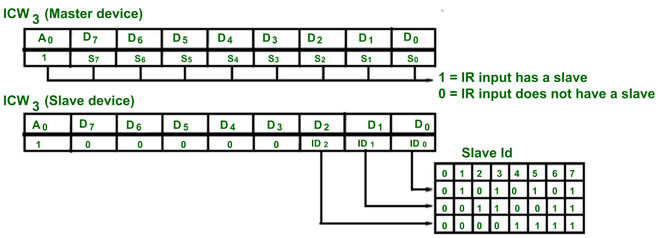 ICW 3 (Master device)
A0 D7 D6 D5 D4 D3 D2 D1 D0
1 S7 S6 S5 S4 S3 S2 S1 S0
1 = IR input has a slave
0 = IR input does not have a slave
ICW 3 (Slave device)
A0 D7 D6 D5 D4 D3 D2 D1 D0
1 0 0 0 0 0 ID 2 ID 1 ID 0
Slave Id
0 1 2 3 4 5 6 7
0 1 0 1 0 1 0 1
0 0 1 1 0 0 1 1
0 0 0 0 1 1 1 1